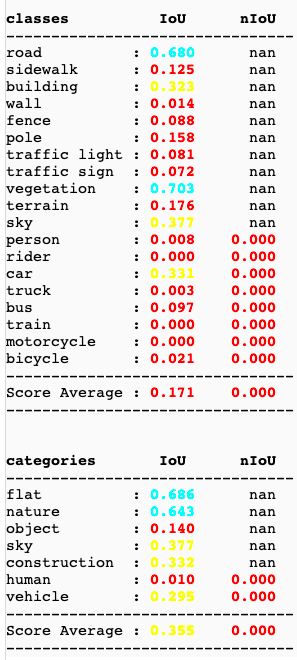 classes IoU nIoU
--------------------------------
road : 0.680 nan
sidewalk : 0.125 nan
building : 0.323 nan
wall : 0.014 nan
fence : 0.088 nan
pole : 0.158 nan
traffic light : 0.081 nan
traffic sign : 0.072 nan
vegetation : 0.703 nan
terrain : 0.176 nan
sky : 0.377 nan
person : 0.008 0.000
rider : 0.000 0.000
car : 0.331 0.000
truck : 0.003 0.000
bus : 0.097 0.000
train : 0.000 0.000
motorcycle : 0.000 0.000
bicycle : 0.021 0.000
--------------------------------
Score Average : 0.171 0.000
--------------------------------
categories IoU nIoU
--------------------------------
flat : 0.686 nan
nature : 0.643 nan
object : 0.140 nan
sky : 0.377 nan
construction : 0.332 nan
human : 0.010 0.000
vehicle : 0.295 0.000
--------------------------------
Score Average : 0.355 0.000
--------------------------------